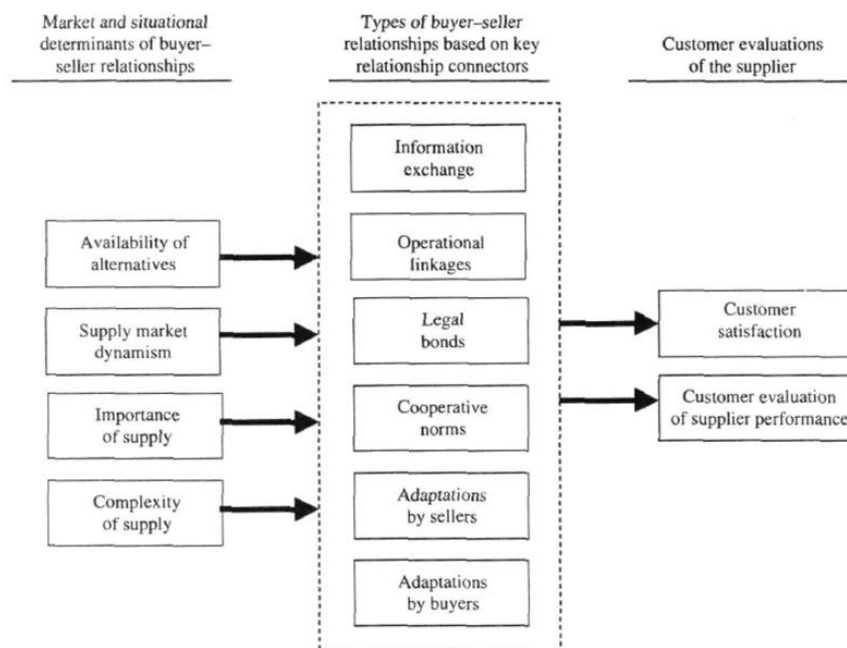 Market and situational
determinants of buyer–
seller relationships
Types of buyer–seller
relationships based on key
relationship connectors
Customer evaluations
of the supplier
Information
exchange
Operational
linkages
Legal
bonds
Cooperative
norms
Adaptations
by sellers
Adaptations
by buyers
Availability of
alternatives
Supply market
dynamism
Importance
of supply
Complexity
of supply
Customer
satisfaction
Customer evaluation
of supplier performance